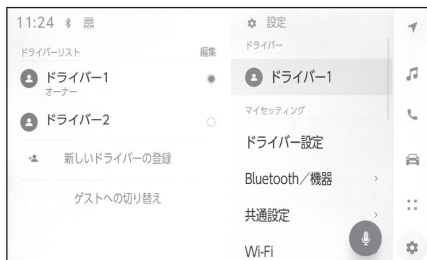 11:24
ドライバーリスト
編集
ドライバー1
オーナー
ドライバー2
新しいドライバーの登録
ゲストへの切り替え
設定
ドライバー
ドライバー1
マイセッティング
ドライバー設定
Bluetooth／機器
共通設定
Wi-Fi